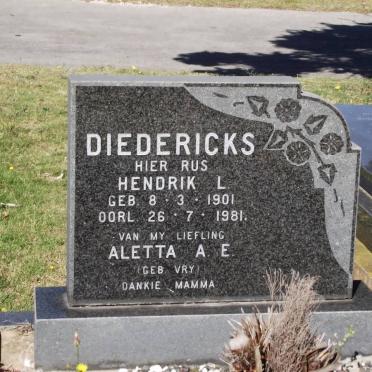 DIEDERICKS
HIER RUS
HENDRIK L
GEB 8·3·1901
OORL 26·7·1981.
VAN MY LIEFLING
ALETTA A E
(GEB VRY)
DANKIE MAMMA